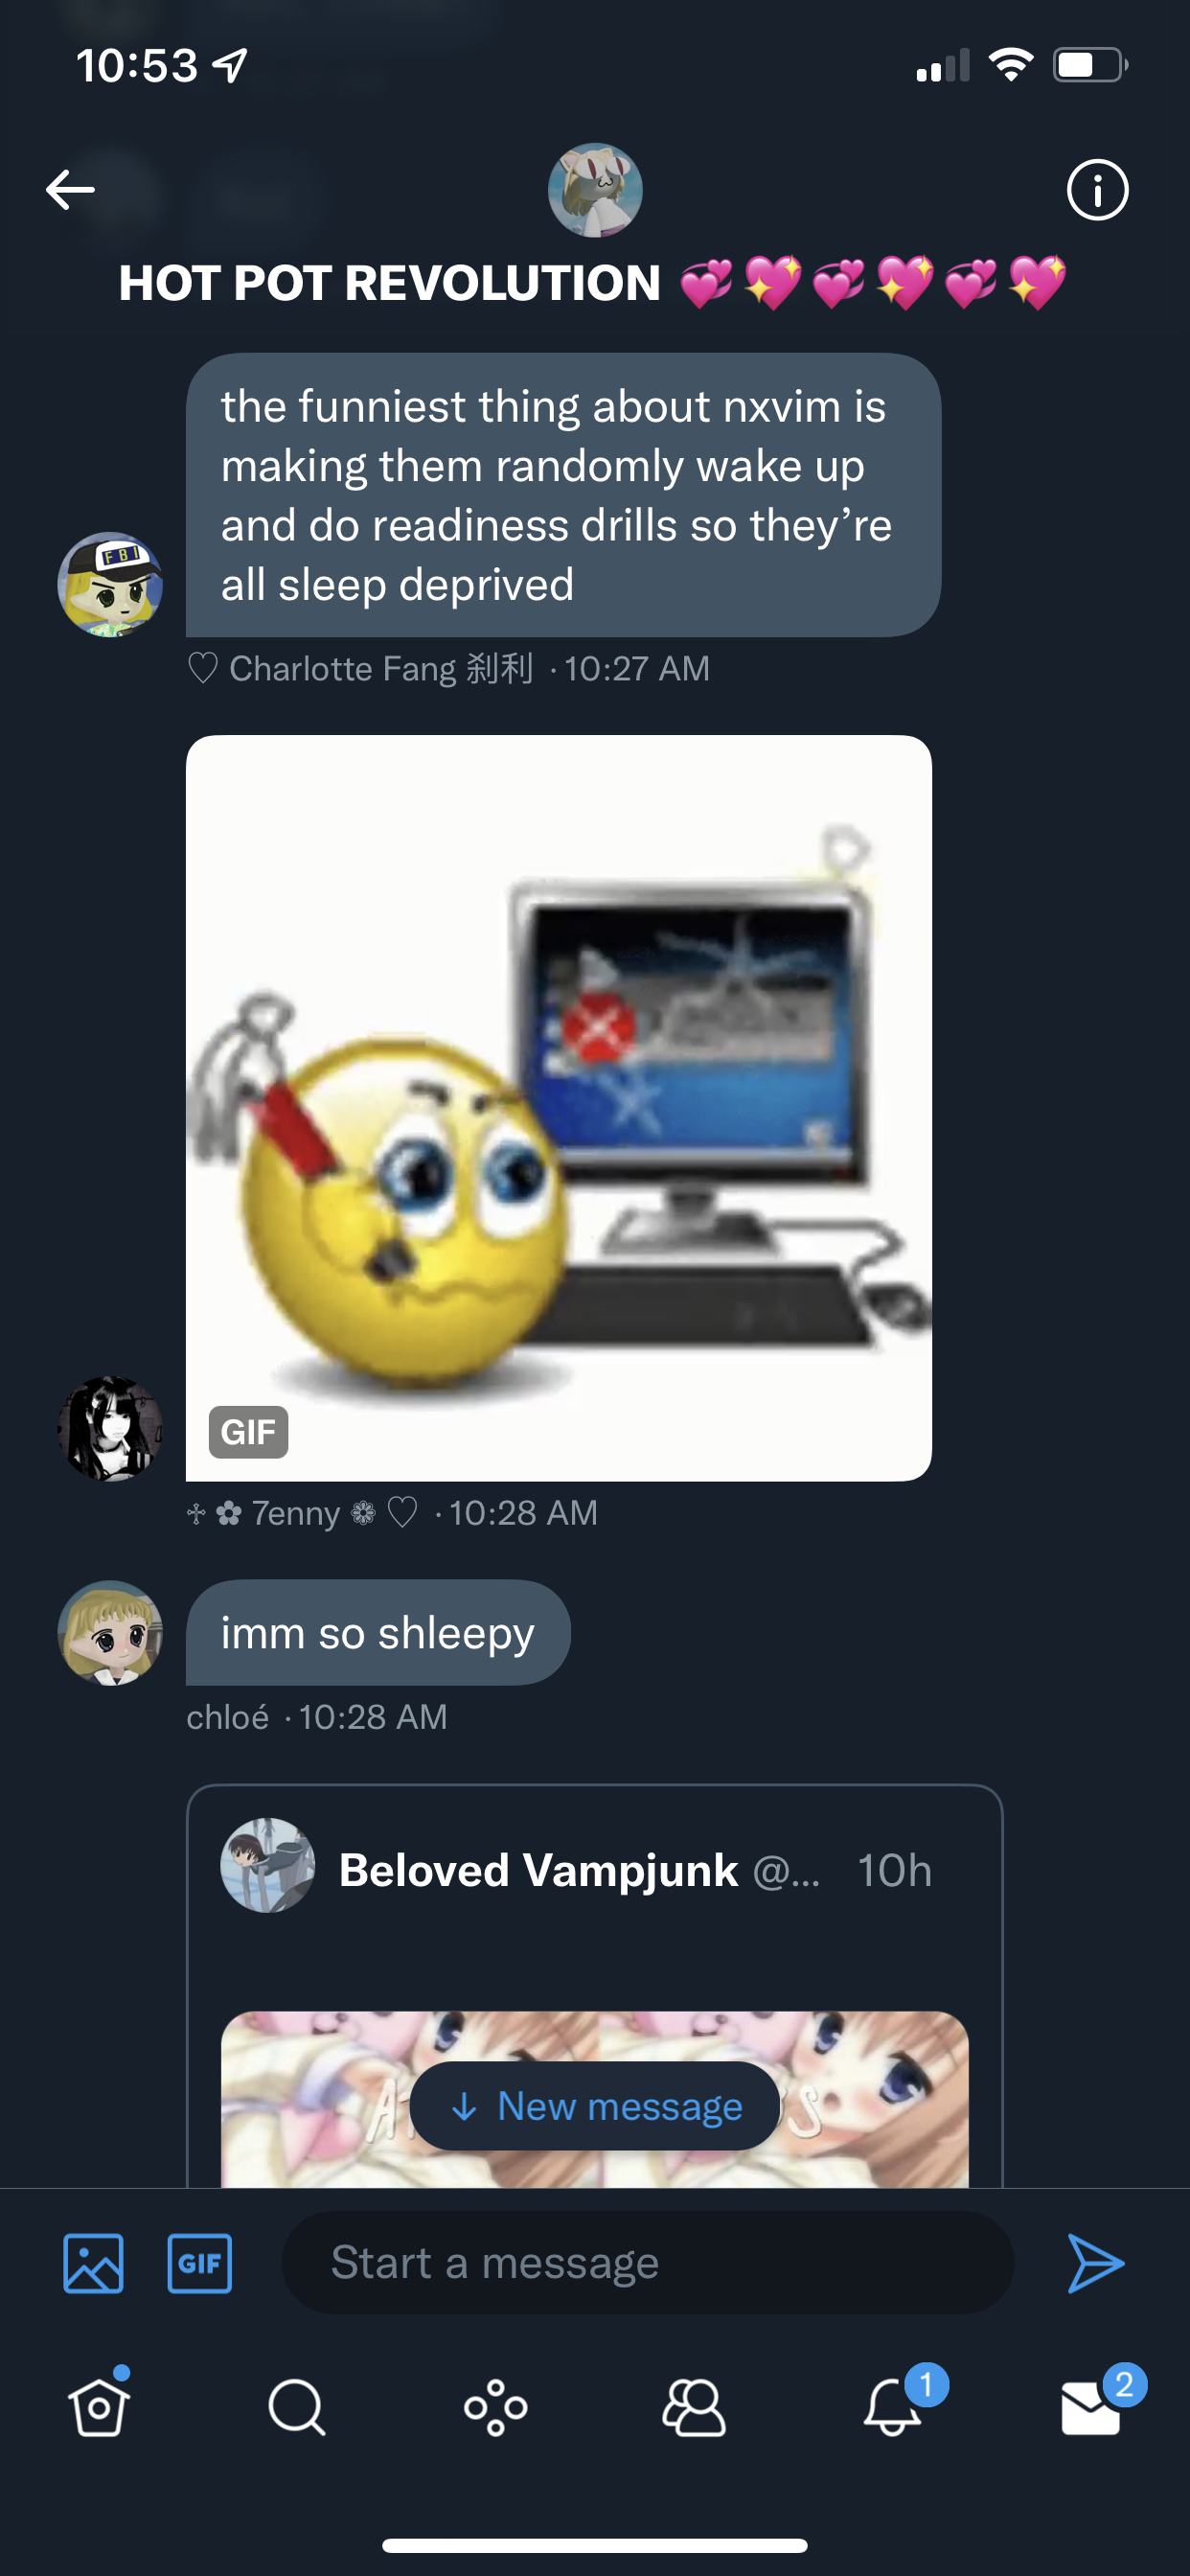 10:53
HOT POT REVOLUTION 💞💖💞💖💞💖
the funniest thing about nxvim is
making them randomly wake up
and do readiness drills so they’re
all sleep deprived
FBI
♡ Charlotte Fang 刹利 · 10:27 AM
GIF
♱ ✿ 7enny ❁ ♡ · 10:28 AM
imm so shleepy
chloé · 10:28 AM
Beloved Vampjunk @... 10h
↓ New message
GIF
Start a message
1
2